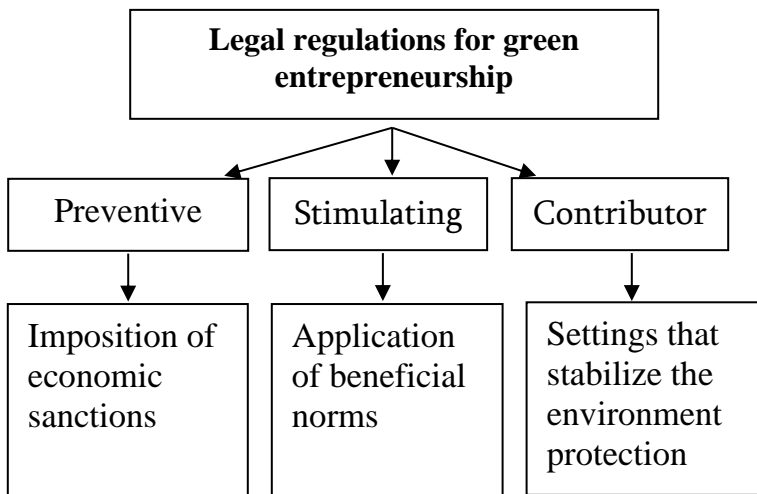 Legal regulations for green
entrepreneurship
Preventive
Stimulating
Contributor
Imposition of
economic
sanctions
Application
of beneficial
norms
Settings that
stabilize the
environment
protection